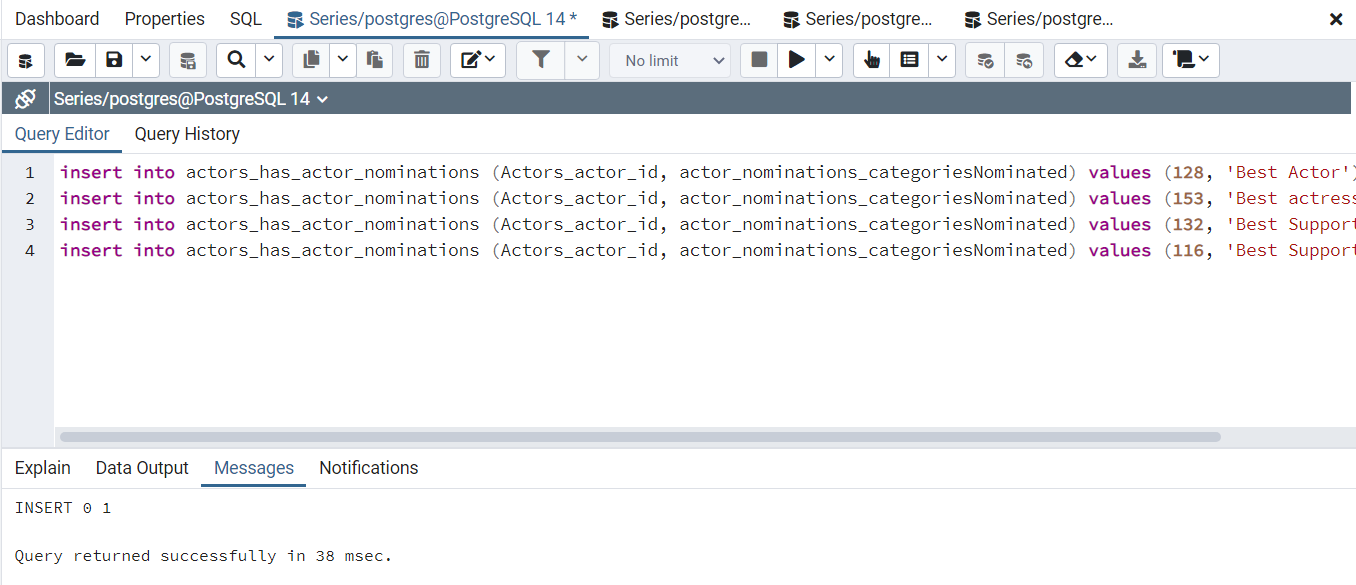 Dashboard Properties SQL Series/postgres@PostgreSQL 14 * Series/postgre... Series/postgre... Series/postgre...
No limit
Series/postgres@PostgreSQL 14
Query Editor Query History
1 insert into actors_has_actor_nominations (Actors_actor_id, actor_nominations_categoriesNominated) values (128, 'Best Actor')
2 insert into actors_has_actor_nominations (Actors_actor_id, actor_nominations_categoriesNominated) values (153, 'Best actress
3 insert into actors_has_actor_nominations (Actors_actor_id, actor_nominations_categoriesNominated) values (132, 'Best Support
4 insert into actors_has_actor_nominations (Actors_actor_id, actor_nominations_categoriesNominated) values (116, 'Best Support
Explain Data Output Messages Notifications
INSERT 0 1
Query returned successfully in 38 msec.